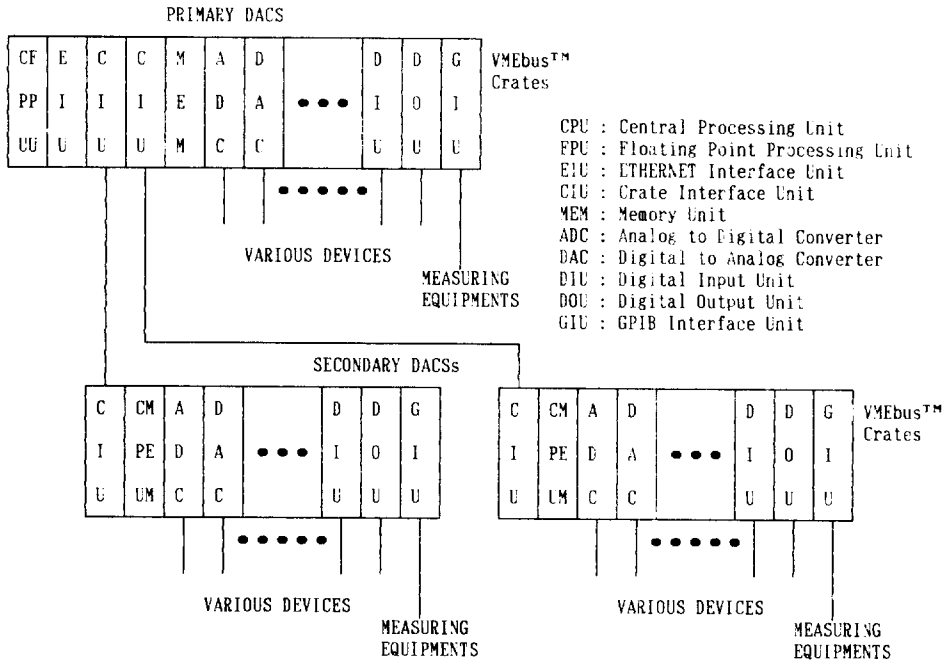 PRIMARY DACS
CF E C C M A D D D G
PP I I I E D A I O I
UU U U U M C C U U U
VMEbus™
Crates
CPU : Central Processing Unit
FPU : Floating Point Processing Unit
EIU : ETHERNET Interface Unit
CIU : Crate Interface Unit
MEM : Memory Unit
ADC : Analog to Digital Converter
DAC : Digital to Analog Converter
DIU : Digital Input Unit
DOU : Digital Output Unit
GIU : GPIB Interface Unit
VARIOUS DEVICES
MEASURING
EQUIPMENTS
SECONDARY DACSs
C CM A D D D G
I PE D A I O I
U UM C C U U U
VARIOUS DEVICES
MEASURING
EQUIPMENTS
C CM A D D D G
I PE D A I O I
U UM C C U U U
VMEbus™
Crates
VARIOUS DEVICES
MEASURING
EQUIPMENTS